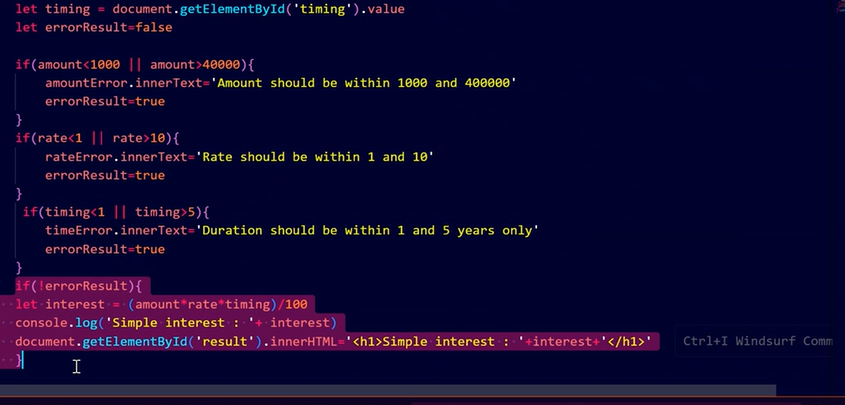 let timing = document.getElementById('timing').value
let errorResult=false
if(amount<1000 || amount>40000){
amountError.innerText='Amount should be within 1000 and 400000'
errorResult=true
}
if(rate<1 || rate>10){
rateError.innerText='Rate should be within 1 and 10'
errorResult=true
}
if(timing<1 || timing>5){
timeError.innerText='Duration should be within 1 and 5 years only'
errorResult=true
}
if(!errorResult){
let interest = (amount*rate*timing)/100
console.log('Simple interest : '+ interest)
document.getElementById('result').innerHTML='<h1>Simple interest : '+interest+'</h1>' Ctrl+I Windsurf Comm
}